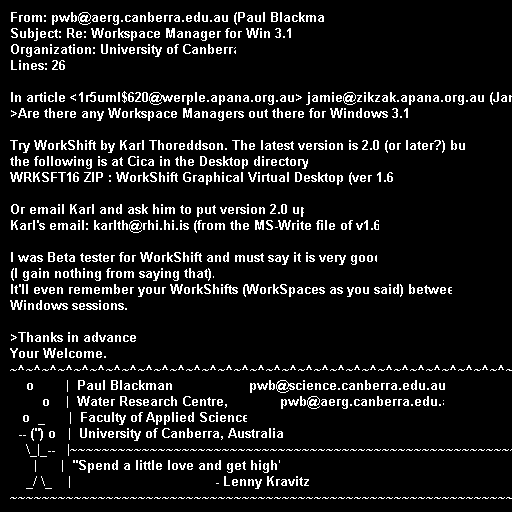 From: pwb@aerg.canberra.edu.au (Paul Blackma
Subject: Re: Workspace Manager for Win 3.1
Organization: University of Canberra
Lines: 26

In article <1r5uml$620@werple.apana.org.au> jamie@zikzak.apana.org.au (Jar
>Are there any Workspace Managers out there for Windows 3.1

Try WorkShift by Karl Thoreddson. The latest version is 2.0 (or later?) bu
the following is at Cica in the Desktop directory
WRKSFT16 ZIP : WorkShift Graphical Virtual Desktop (ver 1.6

Or email Karl and ask him to put version 2.0 up
Karl's email: karlth@rhi.hi.is (from the MS-Write file of v1.6

I was Beta tester for WorkShift and must say it is very good
(I gain nothing from saying that).
It'll even remember your WorkShifts (WorkSpaces as you said) betwee
Windows sessions.

>Thanks in advance
Your Welcome.
~^~^~^~^~^~^~^~^~^~^~^~^~^~^~^~^~^~^~^~^~^~^~^~^~^~^~^~^~^~^~
o | Paul Blackman pwb@science.canberra.edu.au
o | Water Research Centre, pwb@aerg.canberra.edu.
o _ | Faculty of Applied Science
-- (") o | University of Canberra, Australia
\_|_-- |~~~~~~~~~~~~~~~~~~~~~~~~~~~~~~~~~~~~~~~~~~~~~~~~~~~~~~
| | "Spend a little love and get high'
_/ \_ | - Lenny Kravitz
~~~~~~~~~~~~~~~~~~~~~~~~~~~~~~~~~~~~~~~~~~~~~~~~~~~~~~~~~~~~~~